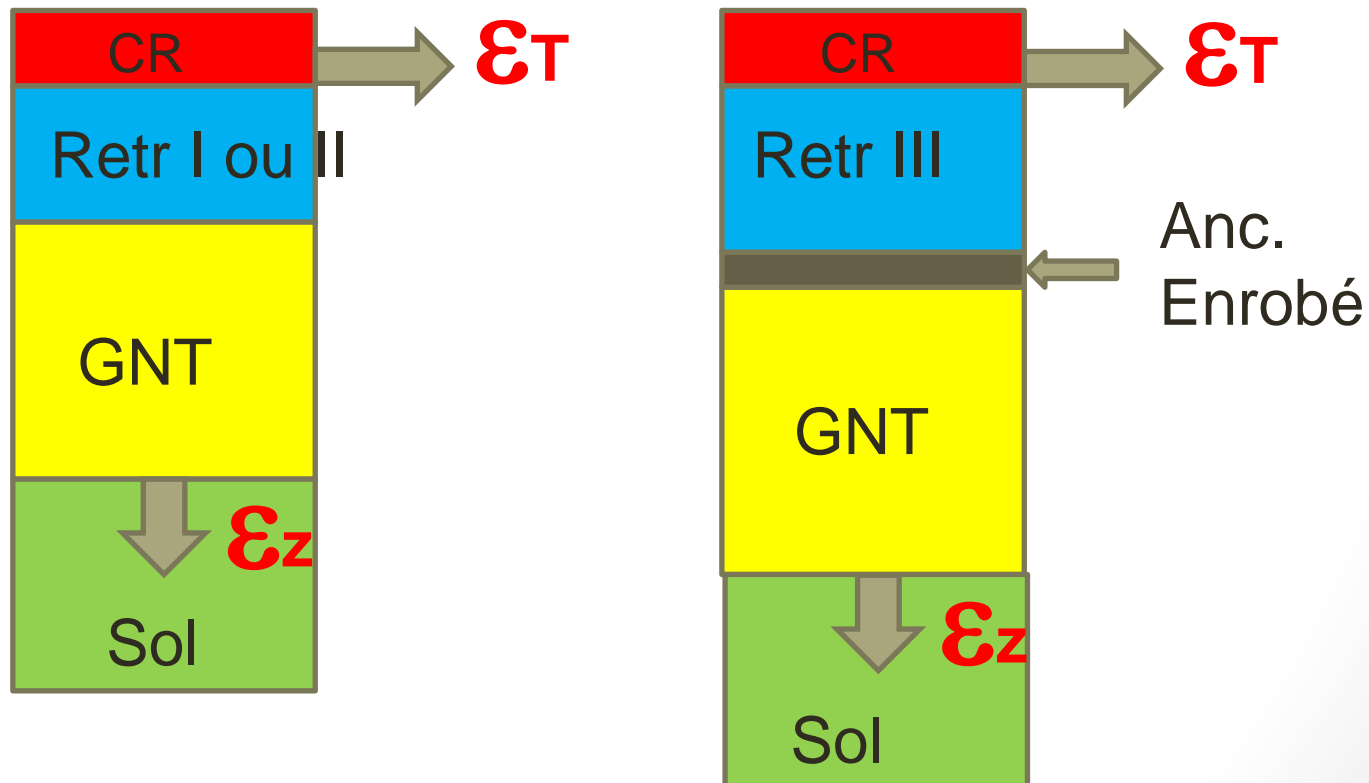 CR
εT
Retr I ou II
GNT
εz
Sol
CR
εT
Retr III
Anc.
Enrobé
GNT
εz
Sol